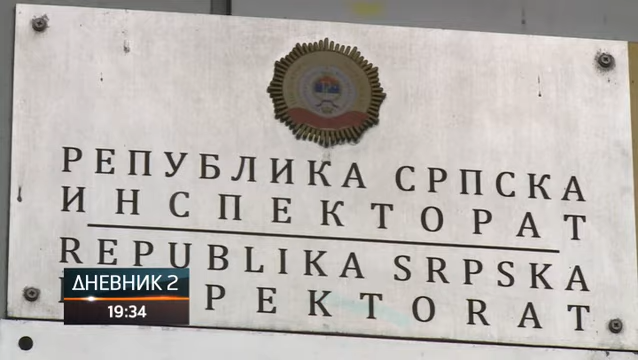 РЕПУБЛИКА СРПСКА
ИНСПЕКТОРАТ
REPUBLIKA SRPSKA
PEKTORAT
ДНЕВНИК 2
19:34